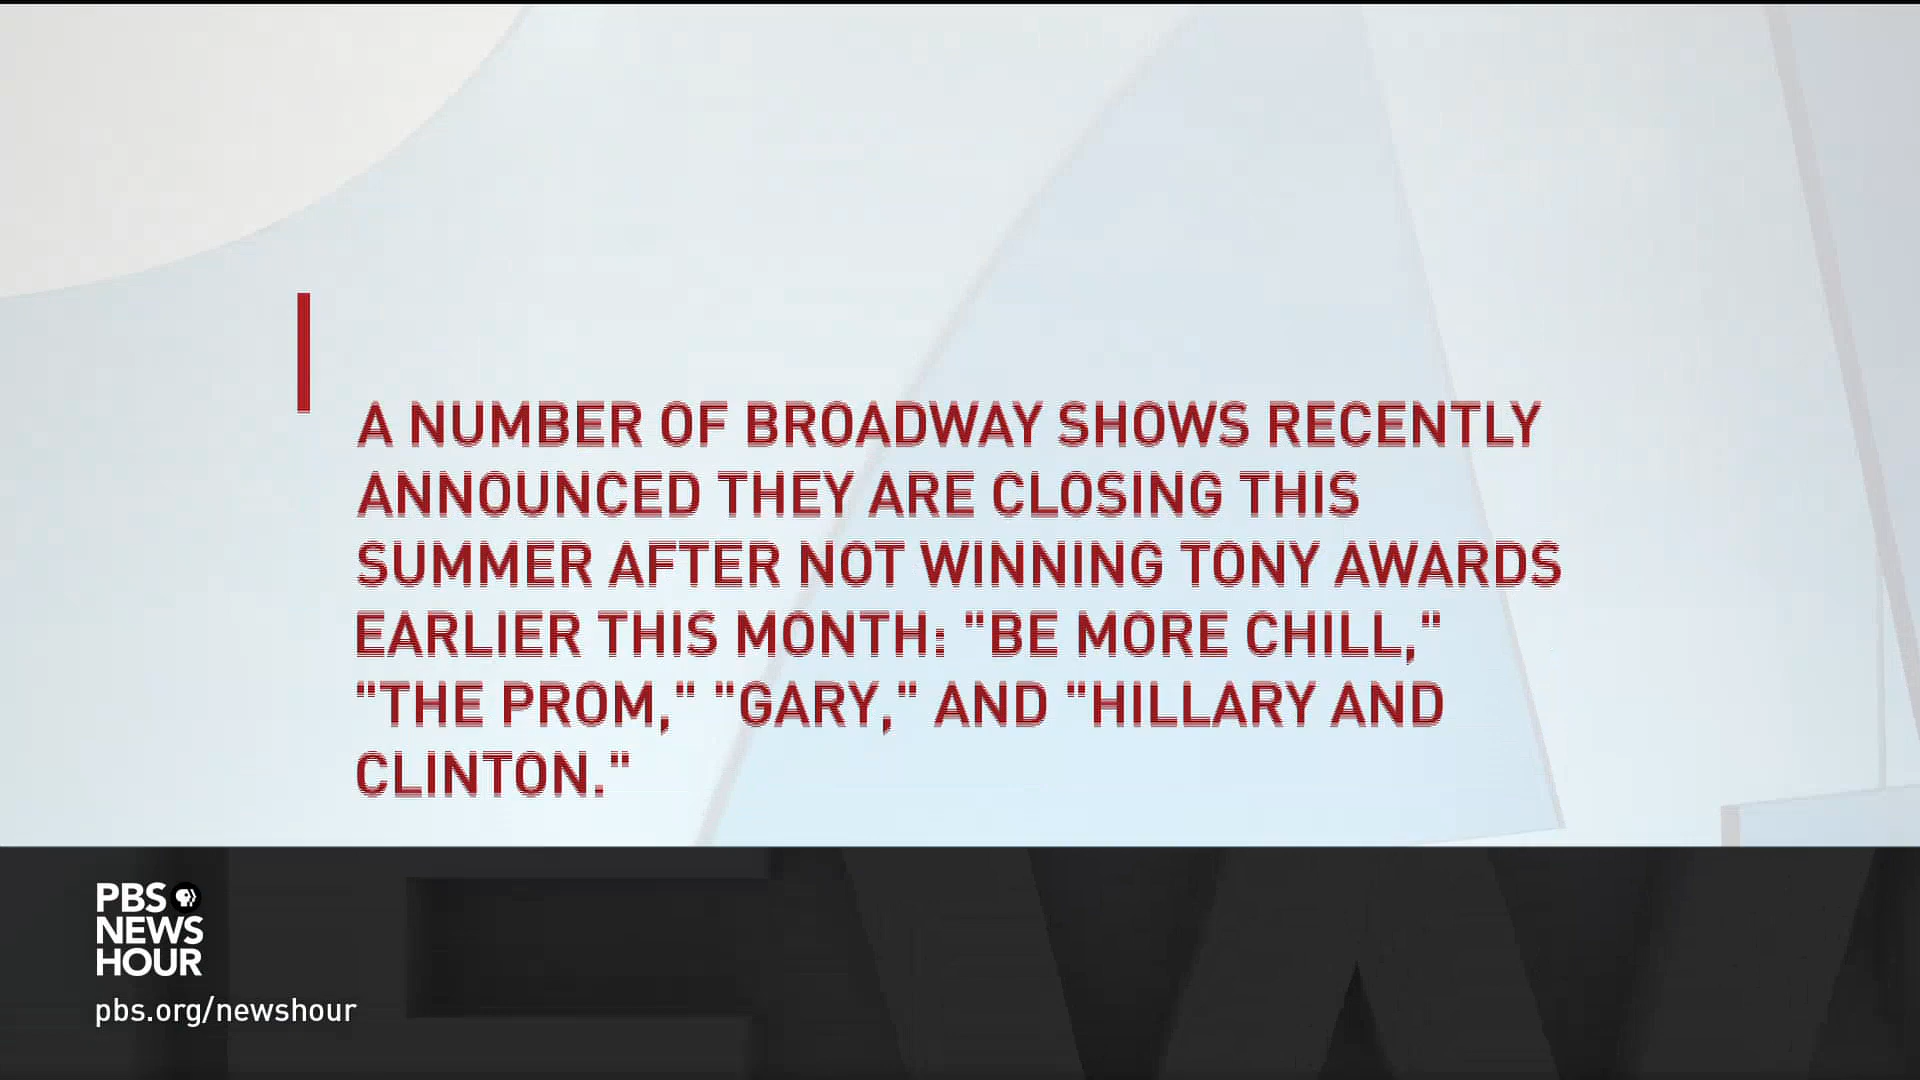 A NUMBER OF BROADWAY SHOWS RECENTLY
ANNOUNCED THEY ARE CLOSING THIS
SUMMER AFTER NOT WINNING TONY AWARDS
EARLIER THIS MONTH: "BE MORE CHILL,"
"THE PROM," "GARY," AND "HILLARY AND
CLINTON."
PBS
NEWS
HOUR
pbs.org/newshour